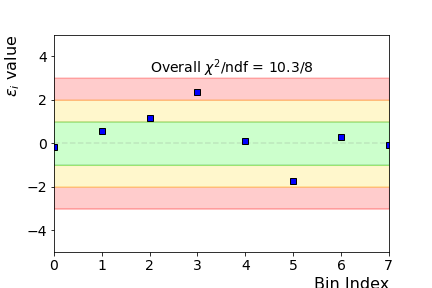 Overall χ²/ndf = 10.3/8
ε_i value
4
2
0
−2
−4
0 1 2 3 4 5 6 7
Bin Index